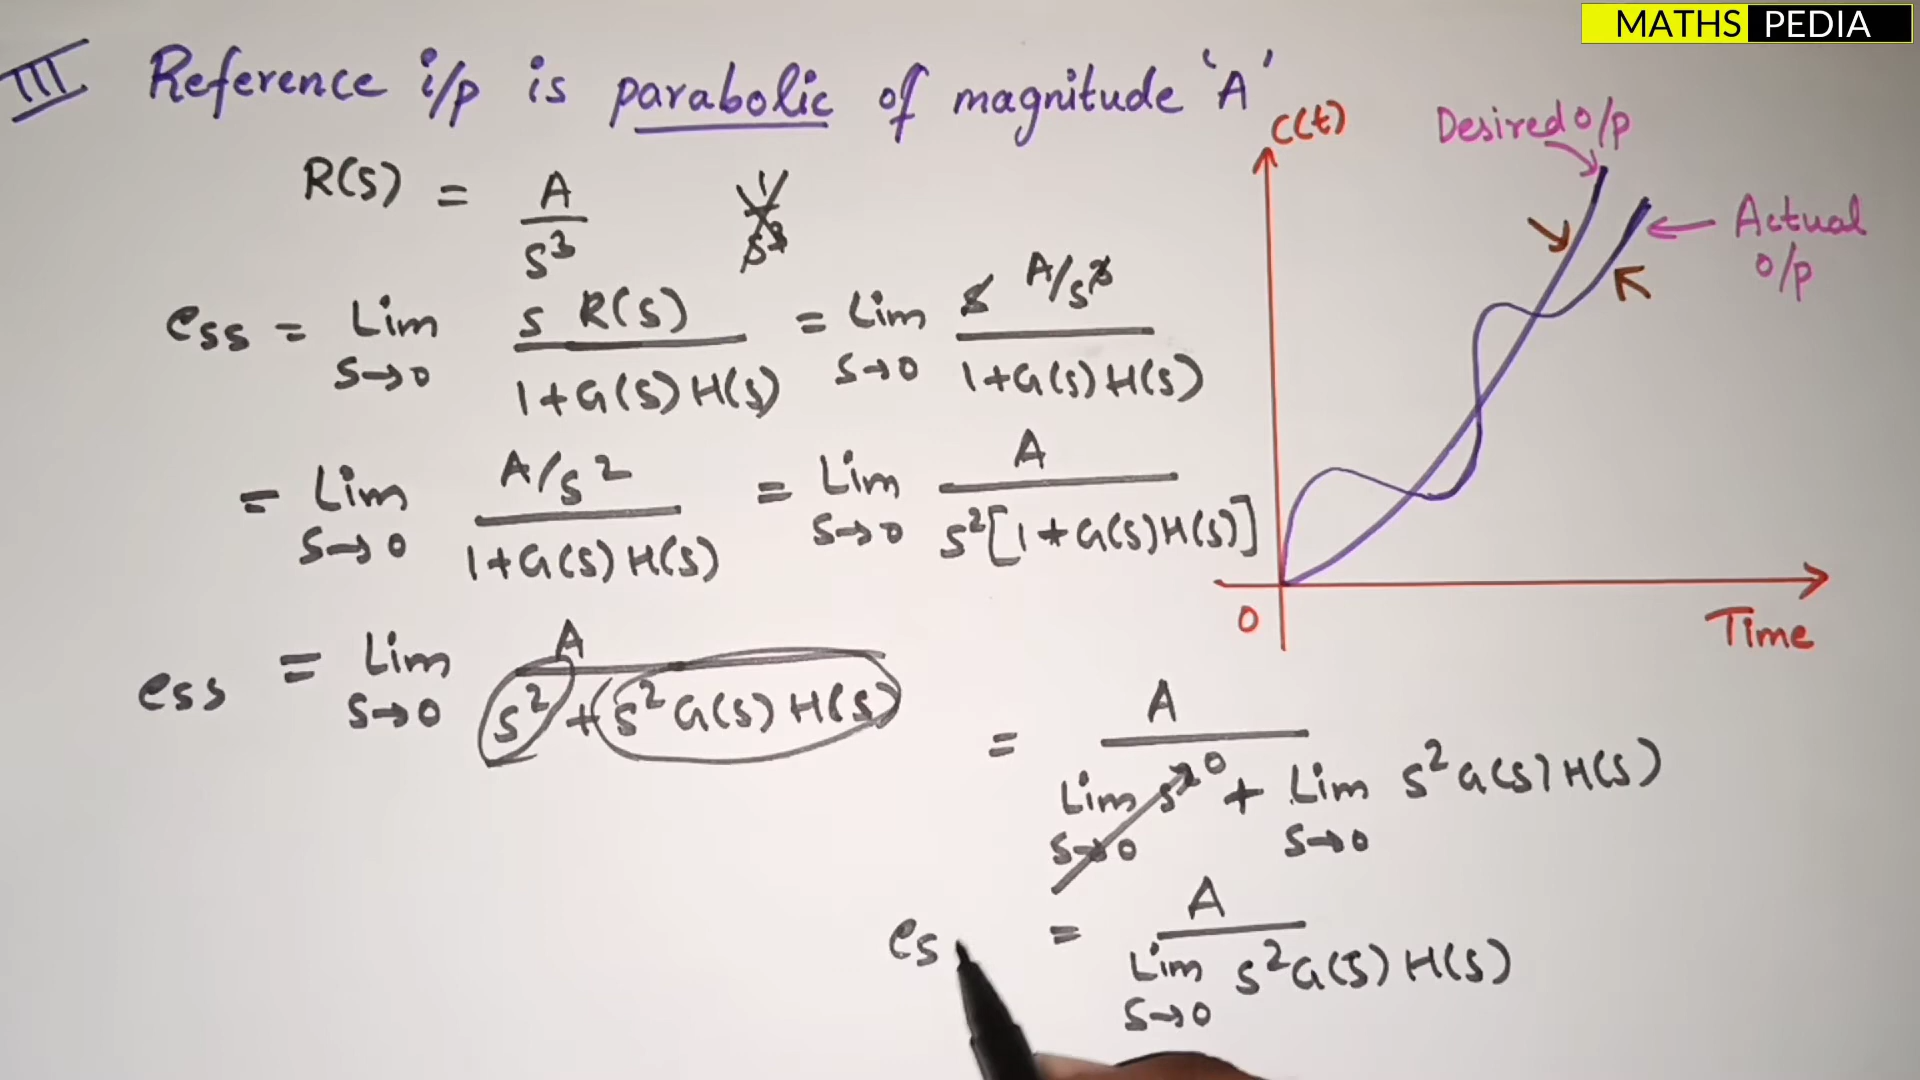 MATHS PEDIA
III Reference i/p is parabolic of magnitude 'A'
R(s) = A/s³
ess = Lim s→0 s R(s) / 1+G(s)H(s) = Lim s→0 s A/s³ / 1+G(s)H(s)
= Lim s→0 A/s² / 1+G(s)H(s) = Lim s→0 A / s²[1+G(s)H(s)]
ess = Lim s→0 A / s² + s²G(s)H(s)
= A / Lim s→0 s² 0 + Lim s→0 s²G(s)H(s)
es = A / Lim s→0 s²G(s)H(s)
C(t)
Desired o/p
Actual
o/p
0
Time